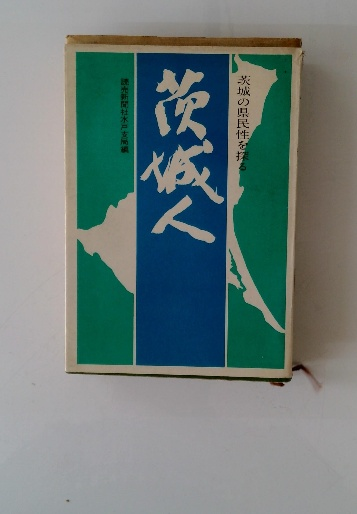 茨城の県民性を探る
茨城人
読売新聞社水戸支局編